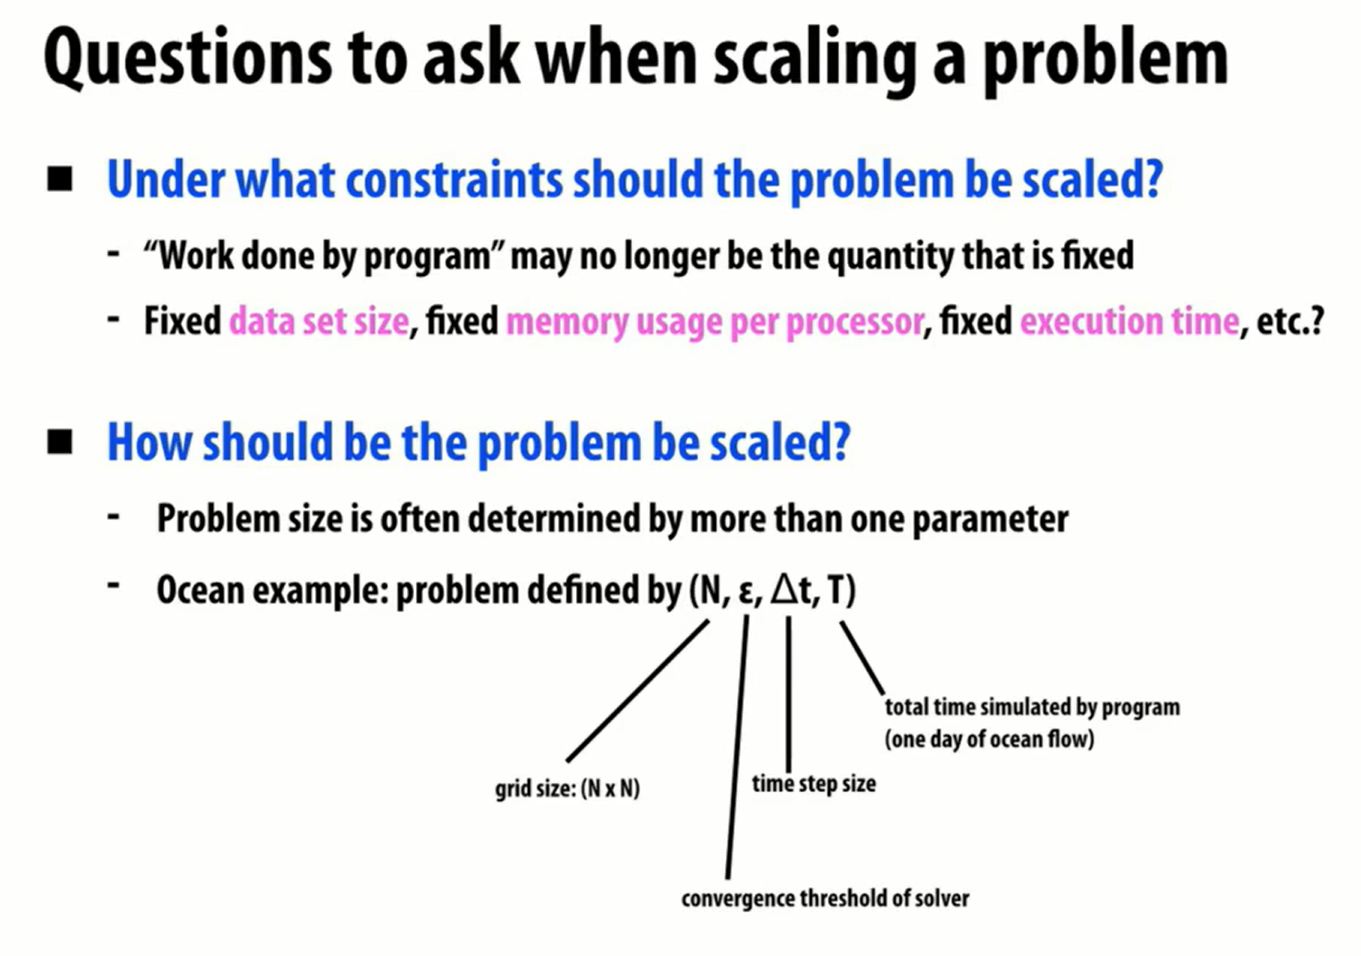 Questions to ask when scaling a problem
■ Under what constraints should the problem be scaled?
- “Work done by program” may no longer be the quantity that is fixed
- Fixed data set size, fixed memory usage per processor, fixed execution time, etc.?
■ How should be the problem be scaled?
- Problem size is often determined by more than one parameter
- Ocean example: problem defined by (N, ε, Δt, T)
total time simulated by program
(one day of ocean flow)
grid size: (N x N)
time step size
convergence threshold of solver